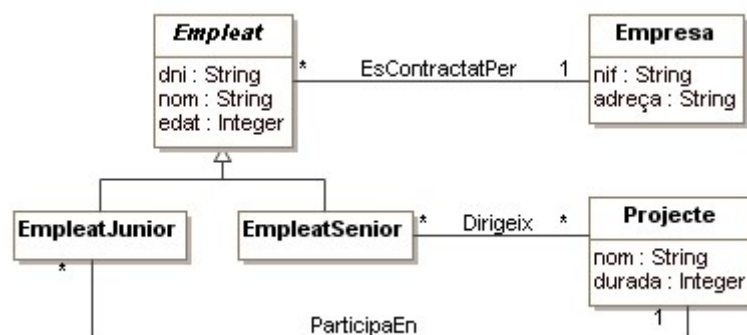 Empleat
dni : String
nom : String
edat : Integer
* EsContractatPer 1
Empresa
nif : String
adreça : String
EmpleatJunior
EmpleatSenior
* Dirigeix *
Projecte
nom : String
durada : Integer
* ParticipaEn 1